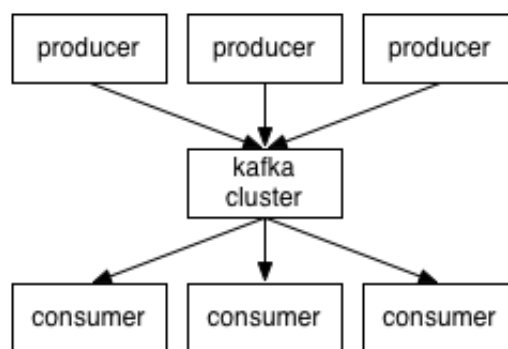 producer
producer
producer
kafka
cluster
consumer
consumer
consumer